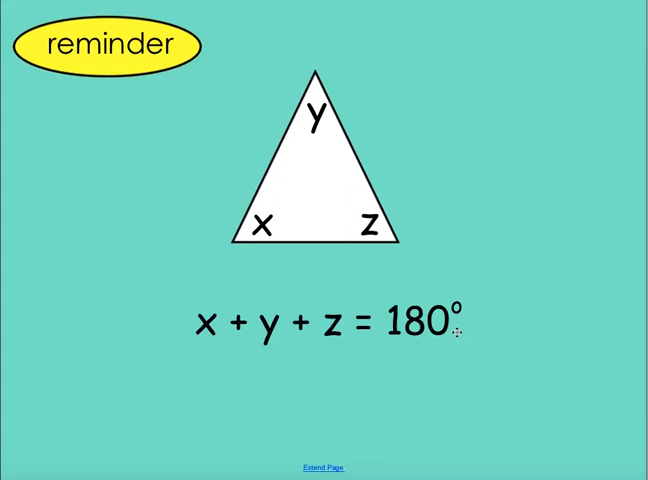 reminder
y
x z
x + y + z = 180°
Extend Page